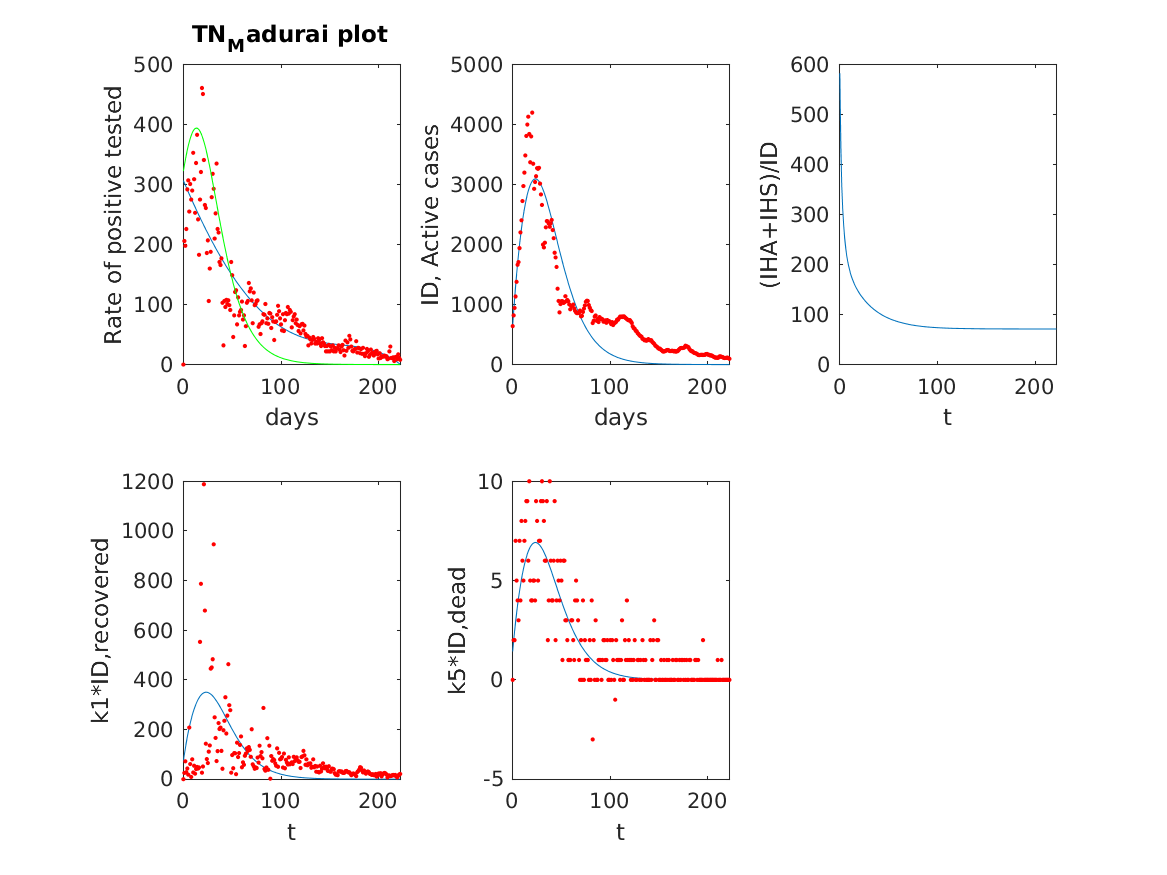 TN_Madurai plot
Rate of positive tested
500
400
300
200
100
0
0 100 200
days
ID, Active cases
5000
4000
3000
2000
1000
0
0 100 200
days
(IHA+IHS)/ID
600
500
400
300
200
100
0
0 100 200
t
k1*ID,recovered
1200
1000
800
600
400
200
0
0 100 200
t
k5*ID,dead
10
5
0
-5
0 100 200
t